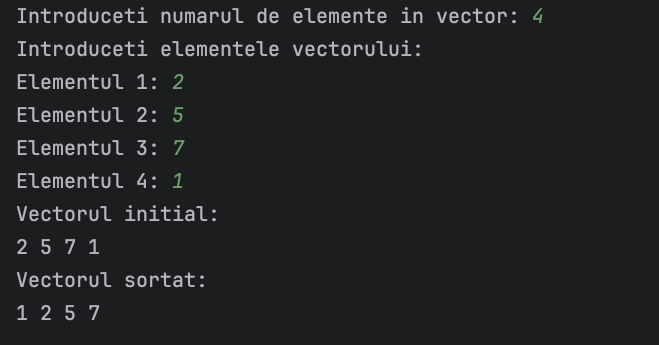 Introduceti numarul de elemente in vector: 4
Introduceti elementele vectorului:
Elementul 1: 2
Elementul 2: 5
Elementul 3: 7
Elementul 4: 1
Vectorul initial:
2 5 7 1
Vectorul sortat:
1 2 5 7